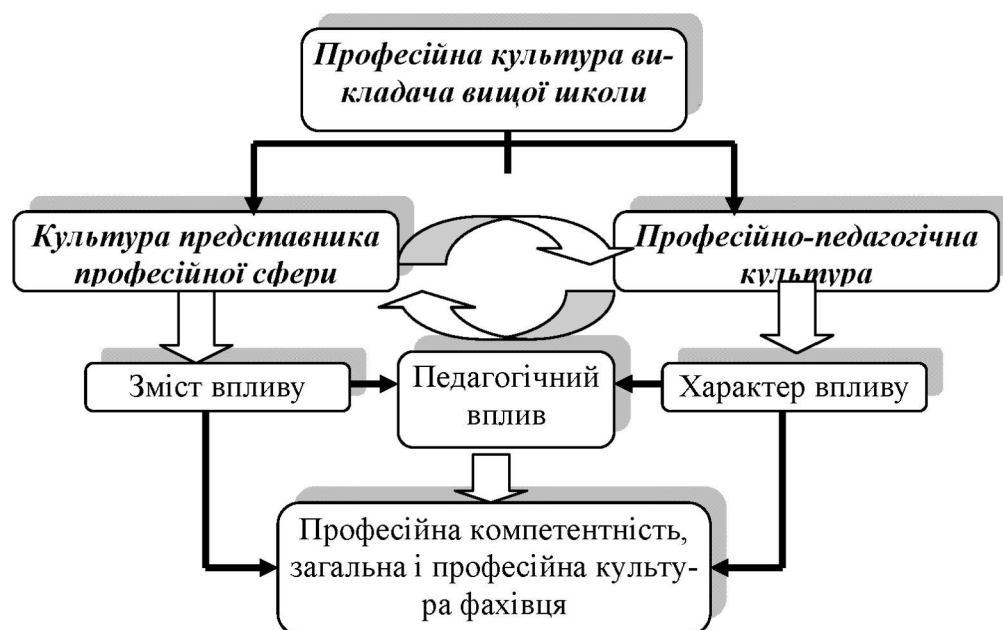 Професійна культура ви-
кладача вищої школи
Культура представника
професійної сфери
Професійно-педагогічна
культура
Зміст впливу
Педагогічний
вплив
Характер впливу
Професійна компетентність,
загальна і професійна культу-
ра фахівця